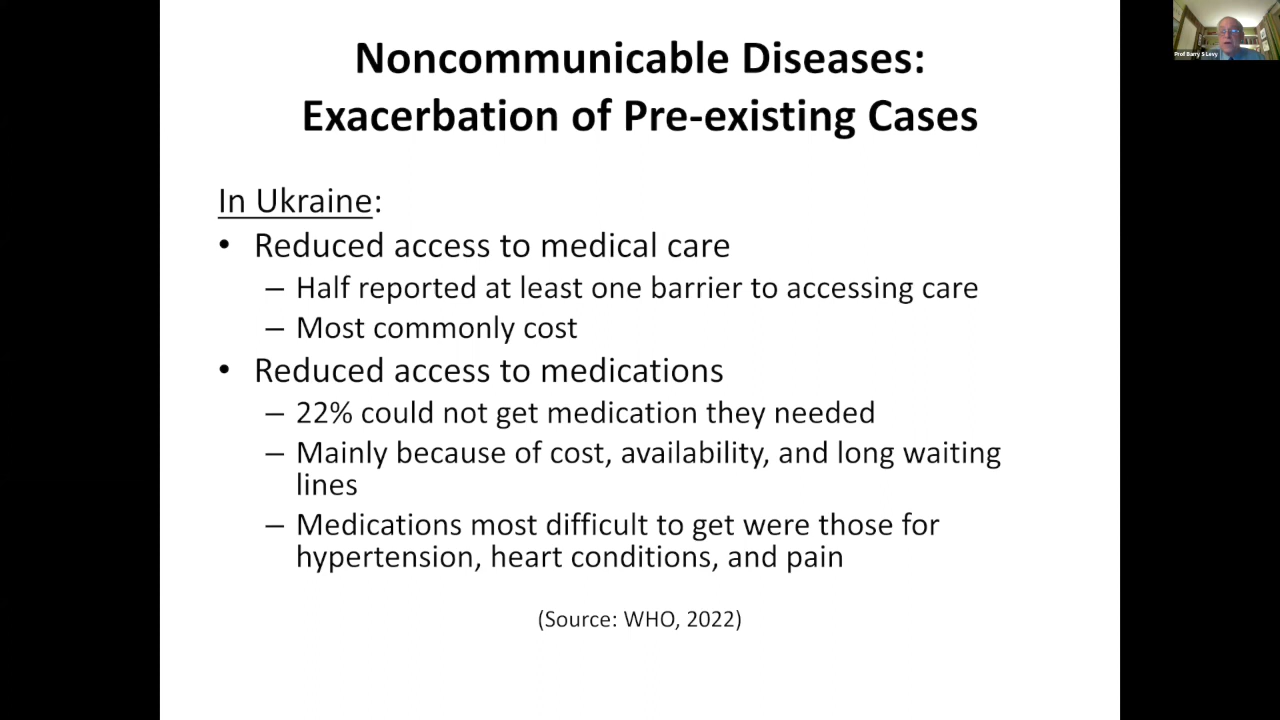 Noncommunicable Diseases:
Exacerbation of Pre-existing Cases
Prof Barry S Levy
In Ukraine:
• Reduced access to medical care
– Half reported at least one barrier to accessing care
– Most commonly cost
• Reduced access to medications
– 22% could not get medication they needed
– Mainly because of cost, availability, and long waiting
lines
– Medications most difficult to get were those for
hypertension, heart conditions, and pain
(Source: WHO, 2022)